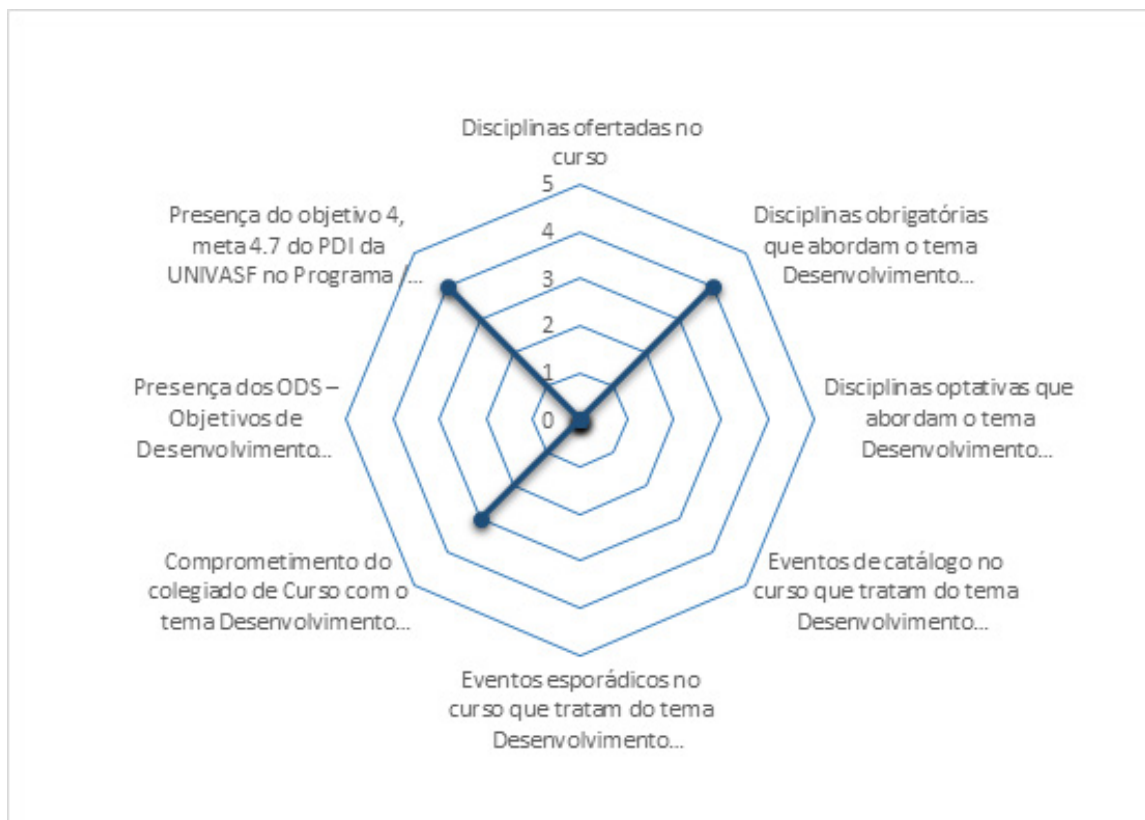 Disciplinas ofertadas no
curso
5
4
3
2
1
0
Disciplinas obrigatórias
que abordam o tema
Desenvolvimento...
Disciplinas optativas que
abordam o tema
Desenvolvimento...
Eventos de catálogo no
curso que tratam do tema
Desenvolvimento...
Eventos esporádicos no
curso que tratam do tema
Desenvolvimento...
Comprometimento do
colegiado de Curso com o
tema Desenvolvimento...
Presença dos ODS –
Objetivos de
Desenvolvimento...
Presença do objetivo 4,
meta 4.7 do PDI da
UNIVASF no Programa /...